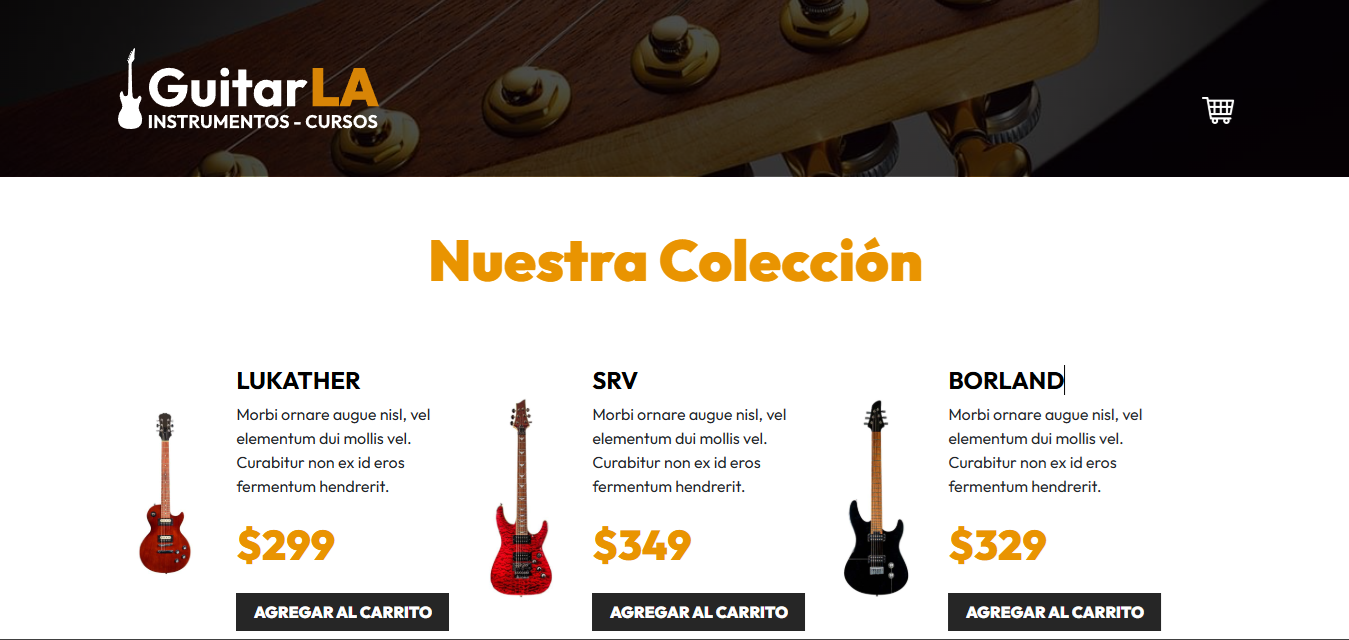 GuitarLA
INSTRUMENTOS - CURSOS
Nuestra Colección
LUKATHER
Morbi ornare augue nisl, vel
elementum dui mollis vel.
Curabitur non ex id eros
fermentum hendrerit.
$299
AGREGAR AL CARRITO
SRV
Morbi ornare augue nisl, vel
elementum dui mollis vel.
Curabitur non ex id eros
fermentum hendrerit.
$349
AGREGAR AL CARRITO
BORLAND
Morbi ornare augue nisl, vel
elementum dui mollis vel.
Curabitur non ex id eros
fermentum hendrerit.
$329
AGREGAR AL CARRITO